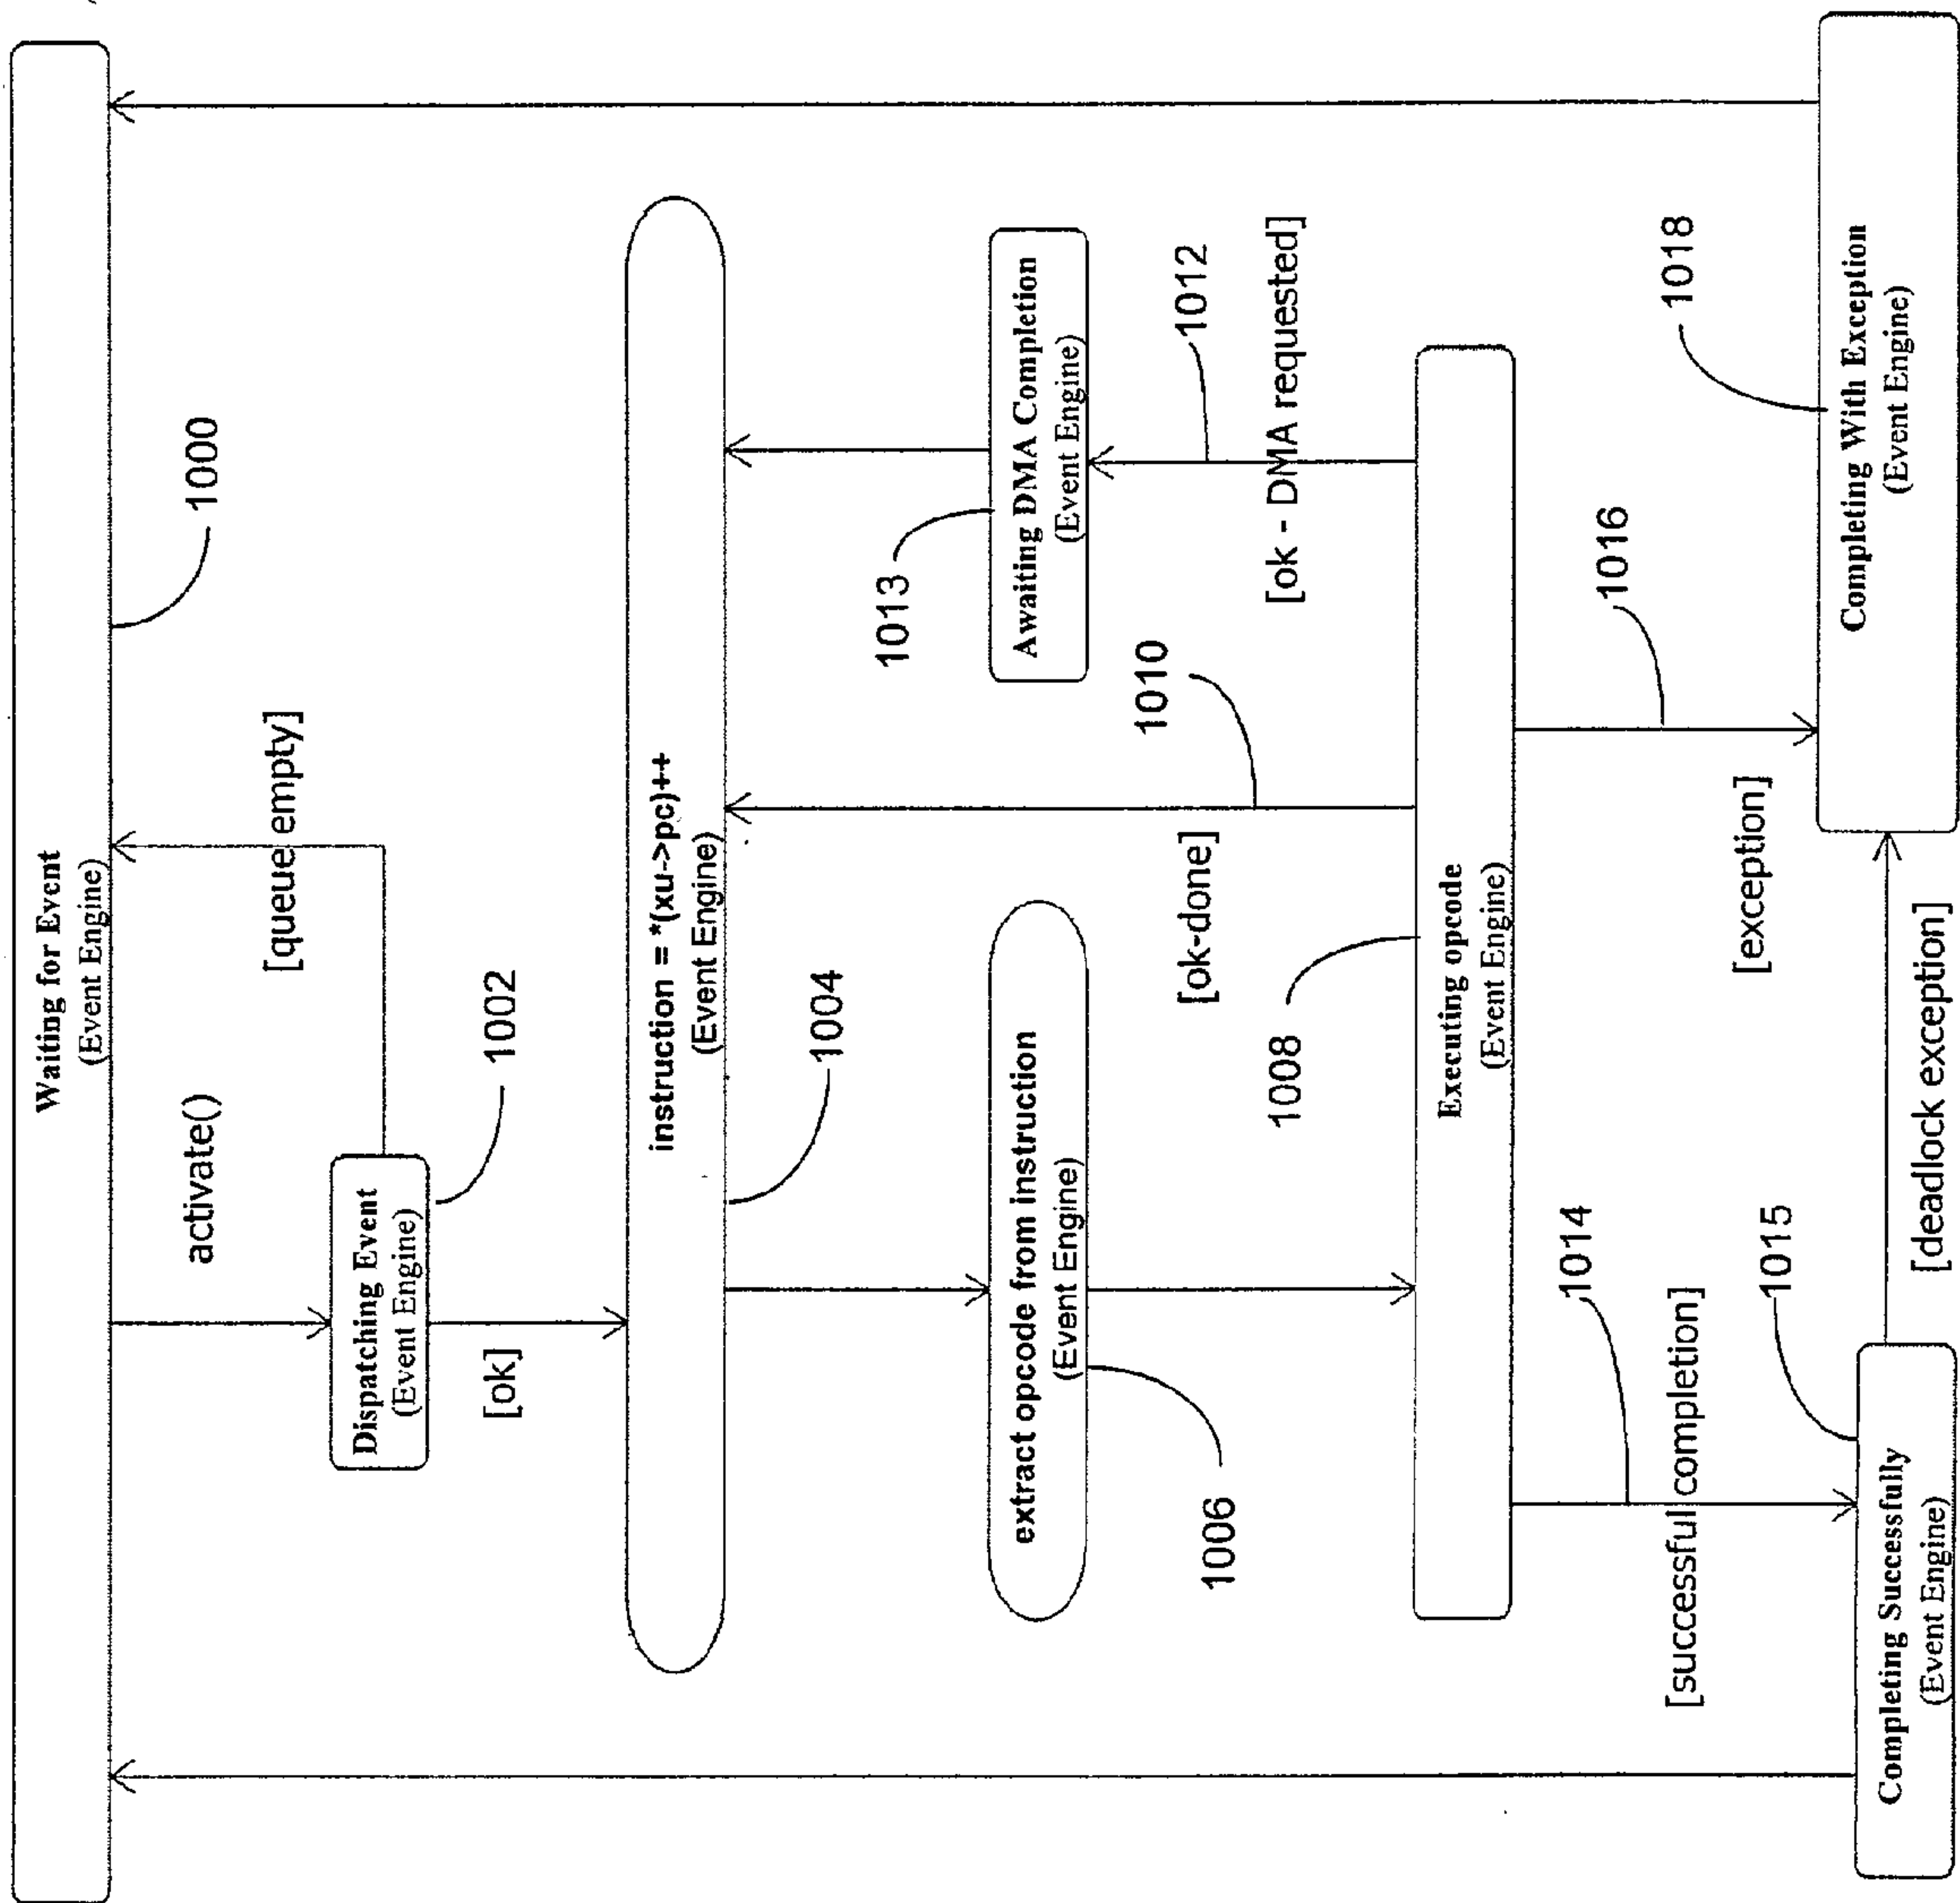 Waiting for Event
(Event Engine)
1000
activate()
[queue empty]
Dispatching Event
(Event Engine)
1002
[ok]
instruction = *(xu->pc)++
(Event Engine)
1004
1013
Awaiting DMA Completion
(Event Engine)
extract opcode from instruction
(Event Engine)
1006
1010
[ok-done]
1012
[ok - DMA requested]
1008
Executing opcode
(Event Engine)
1014
[successful completion]
1016
[exception]
1018
1015
Completing Successfully
(Event Engine)
[deadlock exception]
Completing With Exception
(Event Engine)